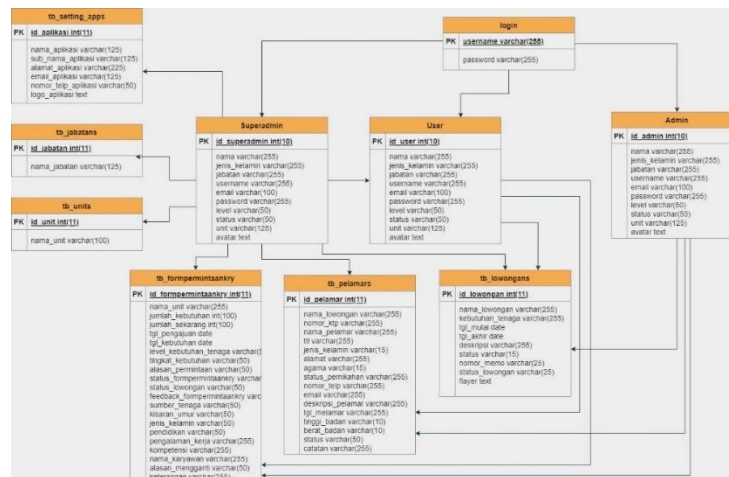 tb_setting_apps
PK id_aplikasi int(11)
nama_aplikasi varchar(125)
sub_nama_aplikasi varchar(125)
alamat_aplikasi varchar(225)
email_aplikasi varchar(125)
nomor_telp_aplikasi varchar(50)
logo_aplikasi text
login
PK username varchar(255)
password varchar(255)
tb_jabatans
PK id_jabatan int(11)
nama_jabatan varchar(125)
tb_units
PK id_unit int(11)
nama_unit varchar(100)
Superadmin
PK id_superadmin int(10)
nama varchar(255)
jenis_kelamin varchar(255)
jabatan varchar(255)
username varchar(255)
email varchar(100)
password varchar(255)
level varchar(50)
status varchar(50)
unit varchar(125)
avatar text
User
PK id_user int(10)
nama varchar(255)
jenis_kelamin varchar(255)
jabatan varchar(255)
username varchar(255)
email varchar(100)
password varchar(255)
level varchar(50)
status varchar(50)
unit varchar(125)
avatar text
Admin
PK id_admin int(10)
nama varchar(255)
jenis_kelamin varchar(255)
jabatan varchar(255)
username varchar(255)
email varchar(100)
password varchar(255)
level varchar(50)
status varchar(50)
unit varchar(125)
avatar text
tb_formpermintaankry
PK id_formpermintaankry int(11)
nama_unit varchar(255)
jumlah_kebutuhan int(100)
jumlah_sekarang int(100)
tgl_pengajuan date
tgl_kebutuhan date
level_kebutuhan_tenaga varchar(5
tingkat_kebutuhan varchar(50)
alasan_permintaan varchar(50)
status_formpermintaankry varchar(50
status_lowongan varchar(50)
feedback_formpermintaankry varc
sumber_tenaga varchar(50)
kisaran_umur varchar(50)
jenis_kelamin varchar(50)
pendidikan varchar(50)
pengalaman_kerja varchar(255)
kompetensi varchar(255)
nama_karyawan varchar(255)
alasan_mengganti varchar(50)
keterangan varchar(255)
tb_pelamars
PK id_pelamar int(11)
nama_lowongan varchar(255)
nomor_ktp varchar(255)
nama_pelamar varchar(255)
ttl varchar(255)
jenis_kelamin varchar(15)
alamat varchar(255)
agama varchar(15)
status_pernikahan varchar(255)
nomor_telp varchar(255)
email varchar(255)
deskripsi_pelamar varchar(255)
tgl_melamar varchar(255)
tinggi_badan varchar(10)
berat_badan varchar(10)
status varchar(50)
catatan varchar(255)
tb_lowongans
PK id_lowongan int(11)
nama_lowongan varchar(255)
kebutuhan_tenaga varchar(255)
tgl_mulai date
tgl_akhir date
deskripsi varchar(255)
status varchar(15)
nomor_memo varchar(25)
status_lowongan varchar(25)
flayer text